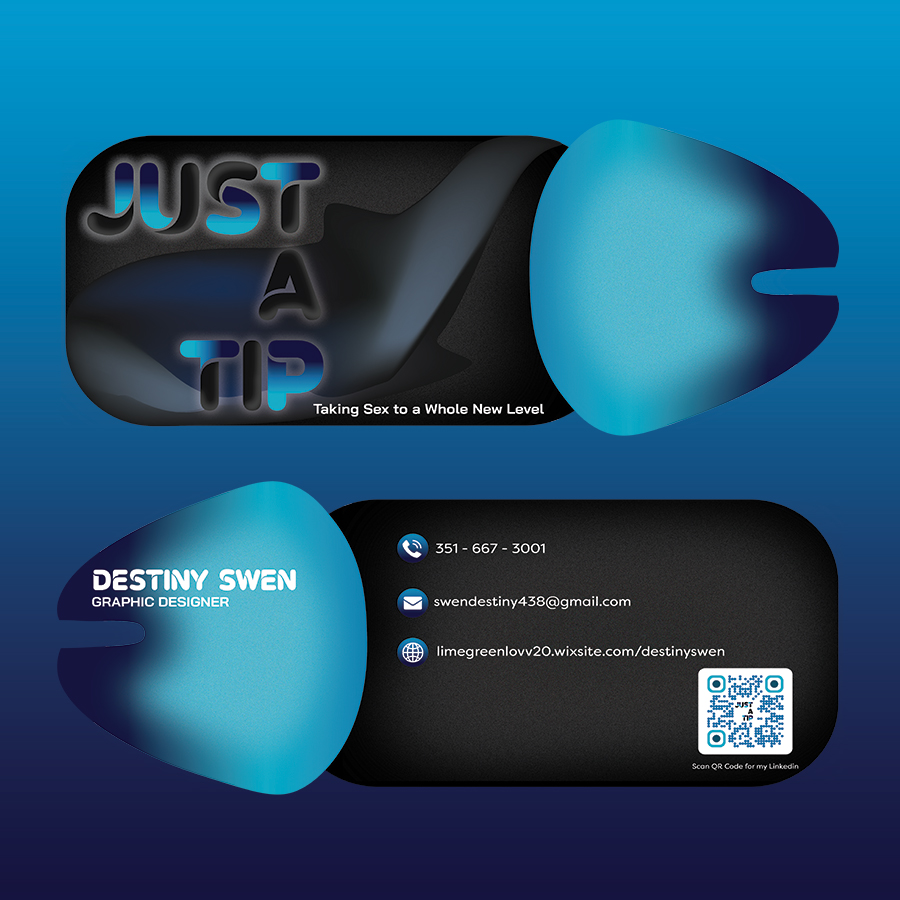 JUST
A
TIP
Taking Sex to a Whole New Level
DESTINY SWEN
GRAPHIC DESIGNER
351 - 667 - 3001
swendestiny438@gmail.com
limegreenlovv20.wixsite.com/destinyswen
JUST
A
TIP
Scan QR Code for my Linkedin